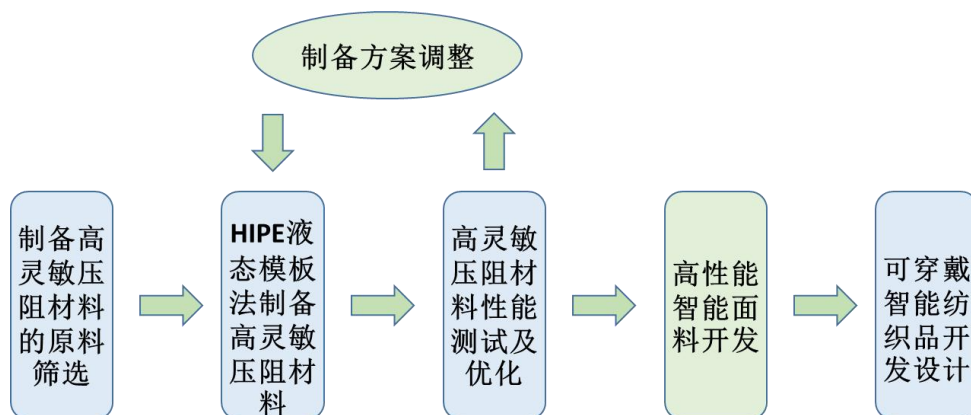 制备方案调整
制备高
灵敏压
阻材料
的原料
筛选
HIPE液
态模板
法制备
高灵敏
压阻材
料
高灵敏
压阻材
料性能
测试及
优化
高性能
智能面
料开发
可穿戴
智能纺
织品开
发设计